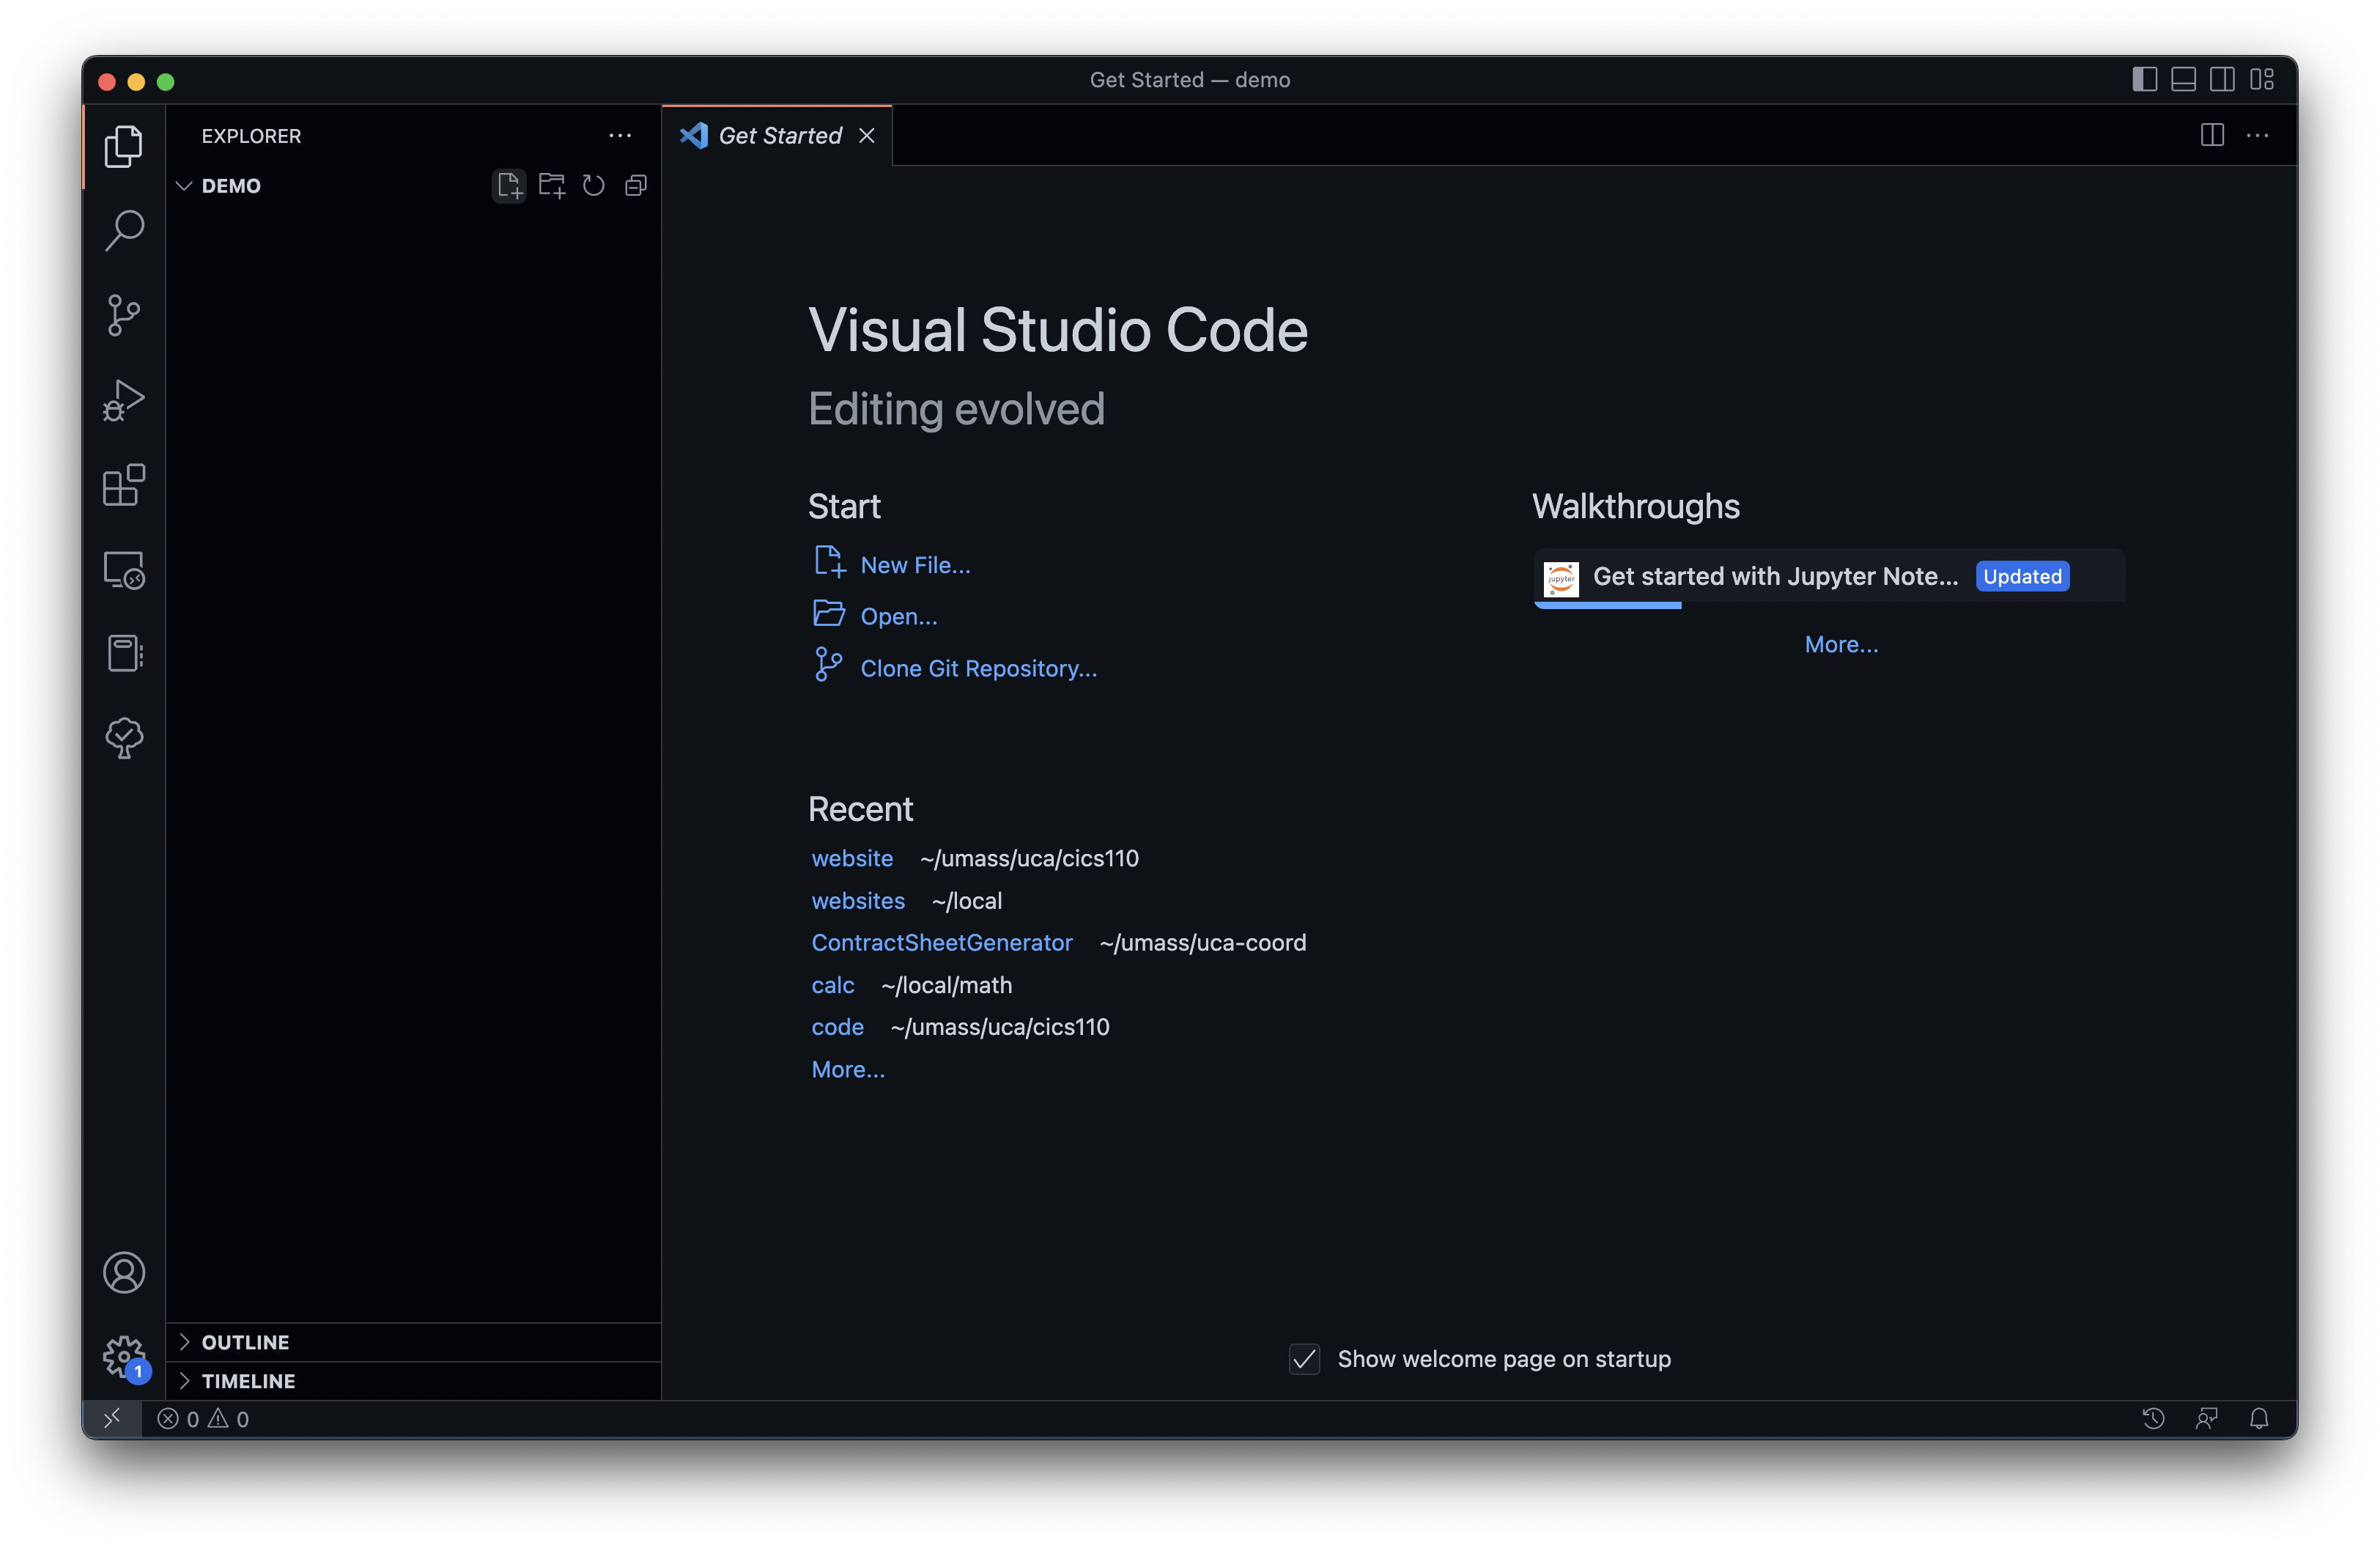 Get Started — demo
EXPLORER
DEMO
Get Started
Visual Studio Code
Editing evolved
Start
New File...
Open...
Clone Git Repository...
Walkthroughs
jupyter
Get started with Jupyter Note... Updated
More...
Recent
website ~/umass/uca/cics110
websites ~/local
ContractSheetGenerator ~/umass/uca-coord
calc ~/local/math
code ~/umass/uca/cics110
More...
Show welcome page on startup
1
OUTLINE
TIMELINE
0 0